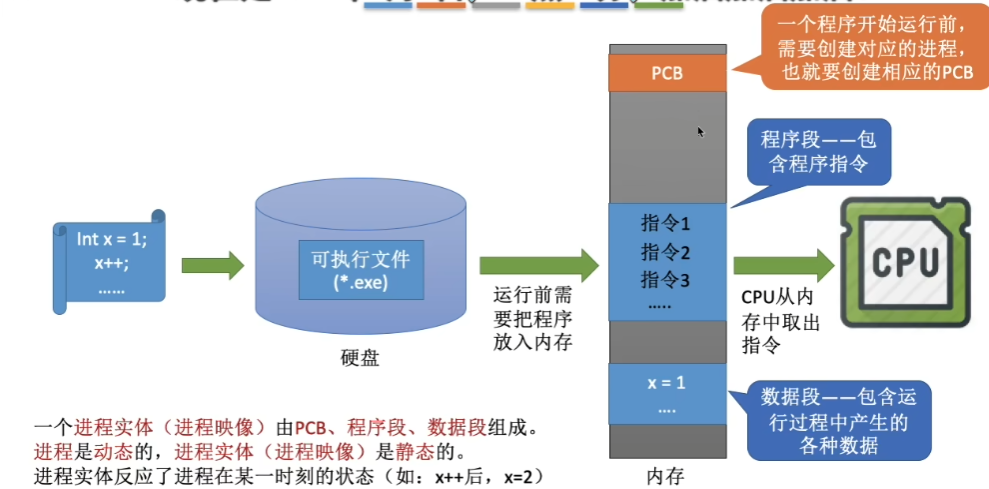 一个程序开始运行前，
需要创建对应的进程，
也就要创建相应的PCB
PCB
程序段——包
含程序指令
Int x = 1;
x++;
......
可执行文件
(*.exe)
硬盘
运行前需
要把程序
放入内存
指令1
指令2
指令3
.....
CPU从内
存中取出
指令
CPU
x = 1
....
数据段——包含运
行过程中产生的
各种数据
内存
一个进程实体（进程映像）由PCB、程序段、数据段组成。
进程是动态的，进程实体（进程映像）是静态的。
进程实体反应了进程在某一时刻的状态（如：x++后，x=2）